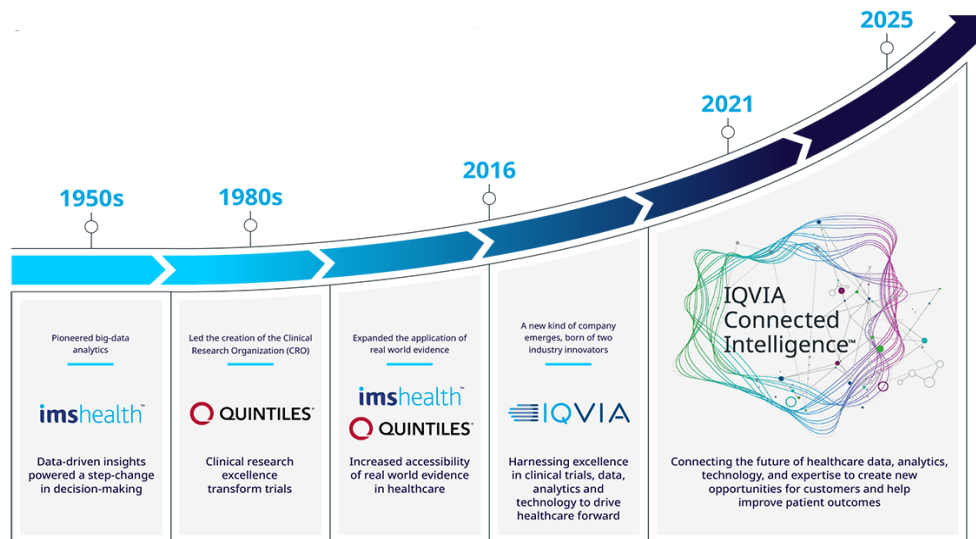 1950s
1980s
2016
2021
2025
Pioneered big-data
analytics
imshealth™
Data-driven insights
powered a step-change
in decision-making
Led the creation of the Clinical
Research Organization (CRO)
QUINTILES®
Clinical research
excellence
transform trials
Expanded the application of
real world evidence
imshealth™
QUINTILES®
Increased accessibility
of real world evidence
in healthcare
A new kind of company
emerges, born of two
industry innovators
IQVIA
Harnessing excellence
in clinical trials, data,
analytics and
technology to drive
healthcare forward
IQVIA
Connected
Intelligence™
Connecting the future of healthcare data, analytics,
technology, and expertise to create new
opportunities for customers and help
improve patient outcomes